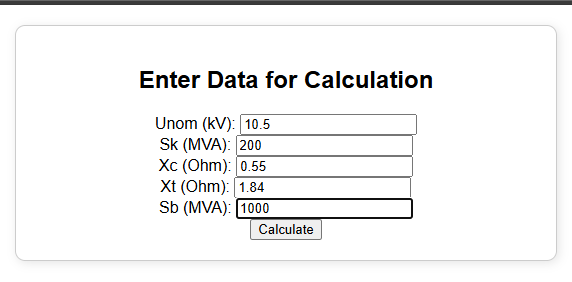 Enter Data for Calculation
Unom (kV): 10.5
Sk (MVA): 200
Xc (Ohm): 0.55
Xt (Ohm): 1.84
Sb (MVA): 1000
Calculate